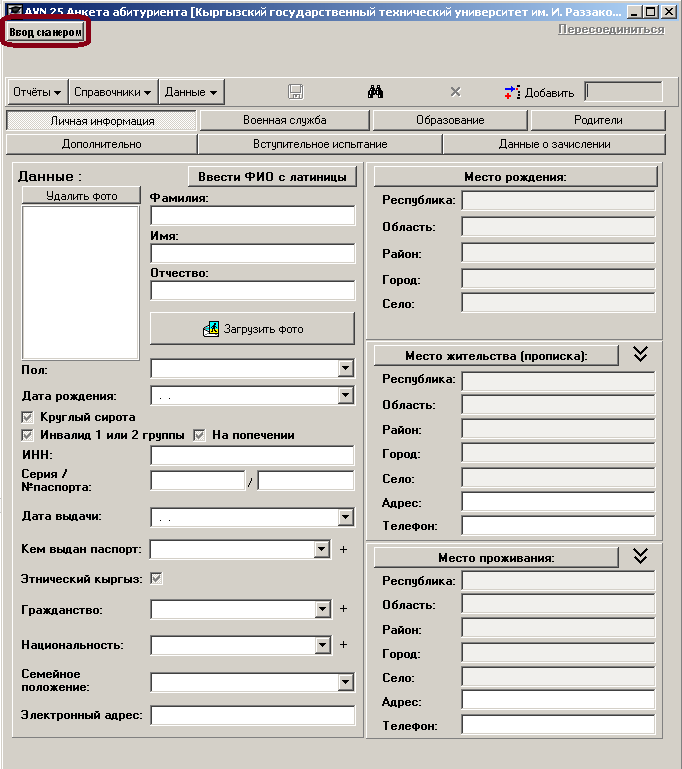 AVN 25 Анкета абитуриента [Кыргызский государственный технический университет им. И. Раззако...
Ввод сканером
Пересоединиться
Отчёты Справочники Данные Добавить
Личная информация Военная служба Образование Родители
Дополнительно Вступительное испытание Данные о зачислении
Данные :
Ввести ФИО с латиницы
Удалить фото
Фамилия:
Имя:
Отчество:
Загрузить фото
Пол:
Дата рождения:
. .
Круглый сирота
Инвалид 1 или 2 группы На попечении
ИНН:
Серия /
№паспорта:
/
Дата выдачи:
. .
Кем выдан паспорт: +
Этнический кыргыз:
Гражданство: +
Национальность: +
Семейное
положение:
Электронный адрес:
Место рождения:
Республика:
Область:
Район:
Город:
Село:
Место жительства (прописка):
Республика:
Область:
Район:
Город:
Село:
Адрес:
Телефон:
Место проживания:
Республика:
Область:
Район:
Город:
Село:
Адрес:
Телефон: